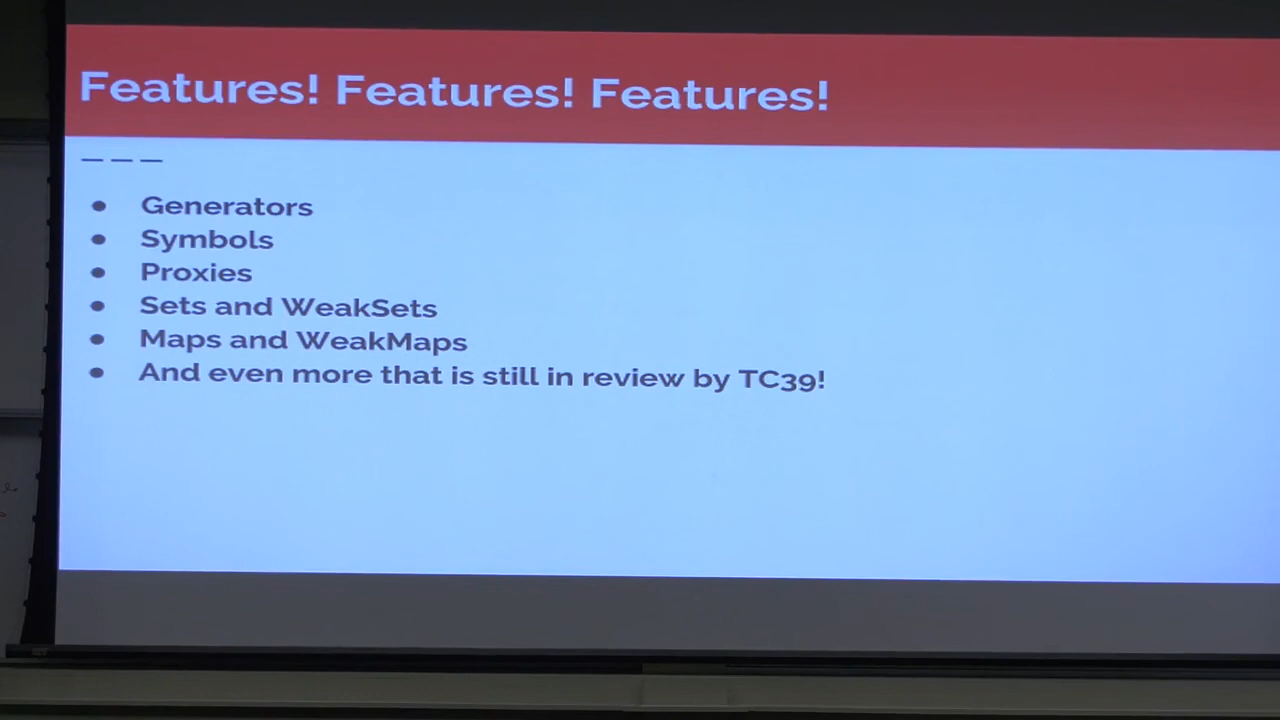 Features! Features! Features!
● Generators
● Symbols
● Proxies
● Sets and WeakSets
● Maps and WeakMaps
● And even more that is still in review by TC39!